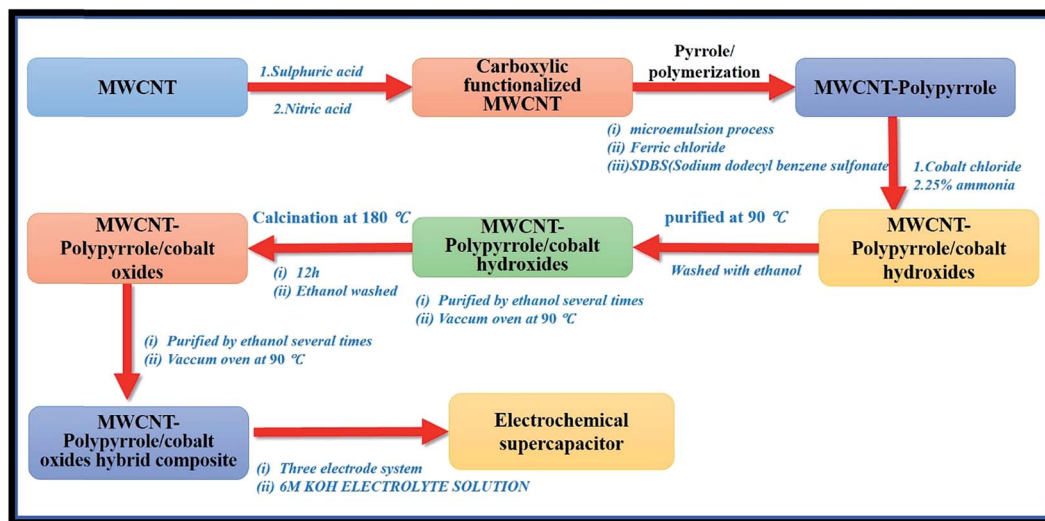 MWCNT
1.Sulphuric acid
2.Nitric acid
Carboxylic
functionalized
MWCNT
Pyrrole/
polymerization
(i) microemulsion process
(ii) Ferric chloride
(iii)SDBS(Sodium dodecyl benzene sulfonate
MWCNT-Polypyrrole
1.Cobalt chloride
2.25% ammonia
MWCNT-
Polypyrrole/cobalt
hydroxides
purified at 90 ℃
Washed with ethanol
MWCNT-
Polypyrrole/cobalt
hydroxides
(i) Purified by ethanol several times
(ii) Vaccum oven at 90 ℃
Calcination at 180 ℃
(i) 12h
(ii) Ethanol washed
MWCNT-
Polypyrrole/cobalt
oxides
(i) Purified by ethanol several times
(ii) Vaccum oven at 90 ℃
MWCNT-
Polypyrrole/cobalt
oxides hybrid composite
(i) Three electrode system
(ii) 6M KOH ELECTROLYTE SOLUTION
Electrochemical
supercapacitor